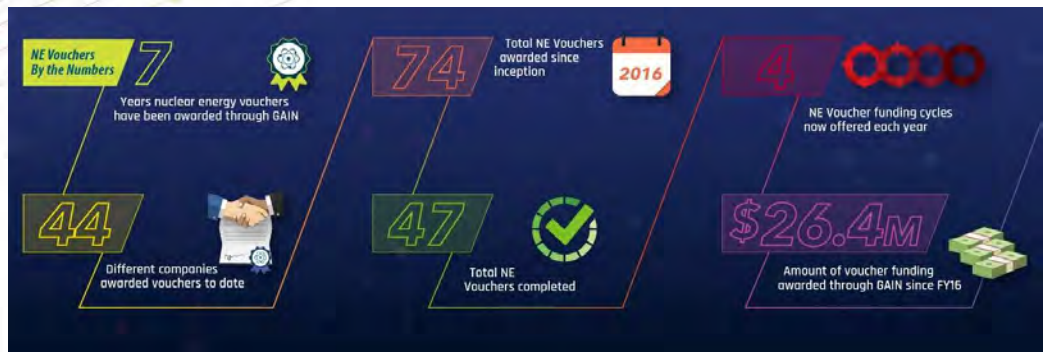 NE Vouchers
By the Numbers
7
Years nuclear energy vouchers
have been awarded through GAIN
44
Different companies
awarded vouchers to date
74
Total NE Vouchers
awarded since
inception
2016
47
Total NE
Vouchers completed
4
NE Voucher funding cycles
now offered each year
$26.4M
Amount of voucher funding
awarded through GAIN since FY16